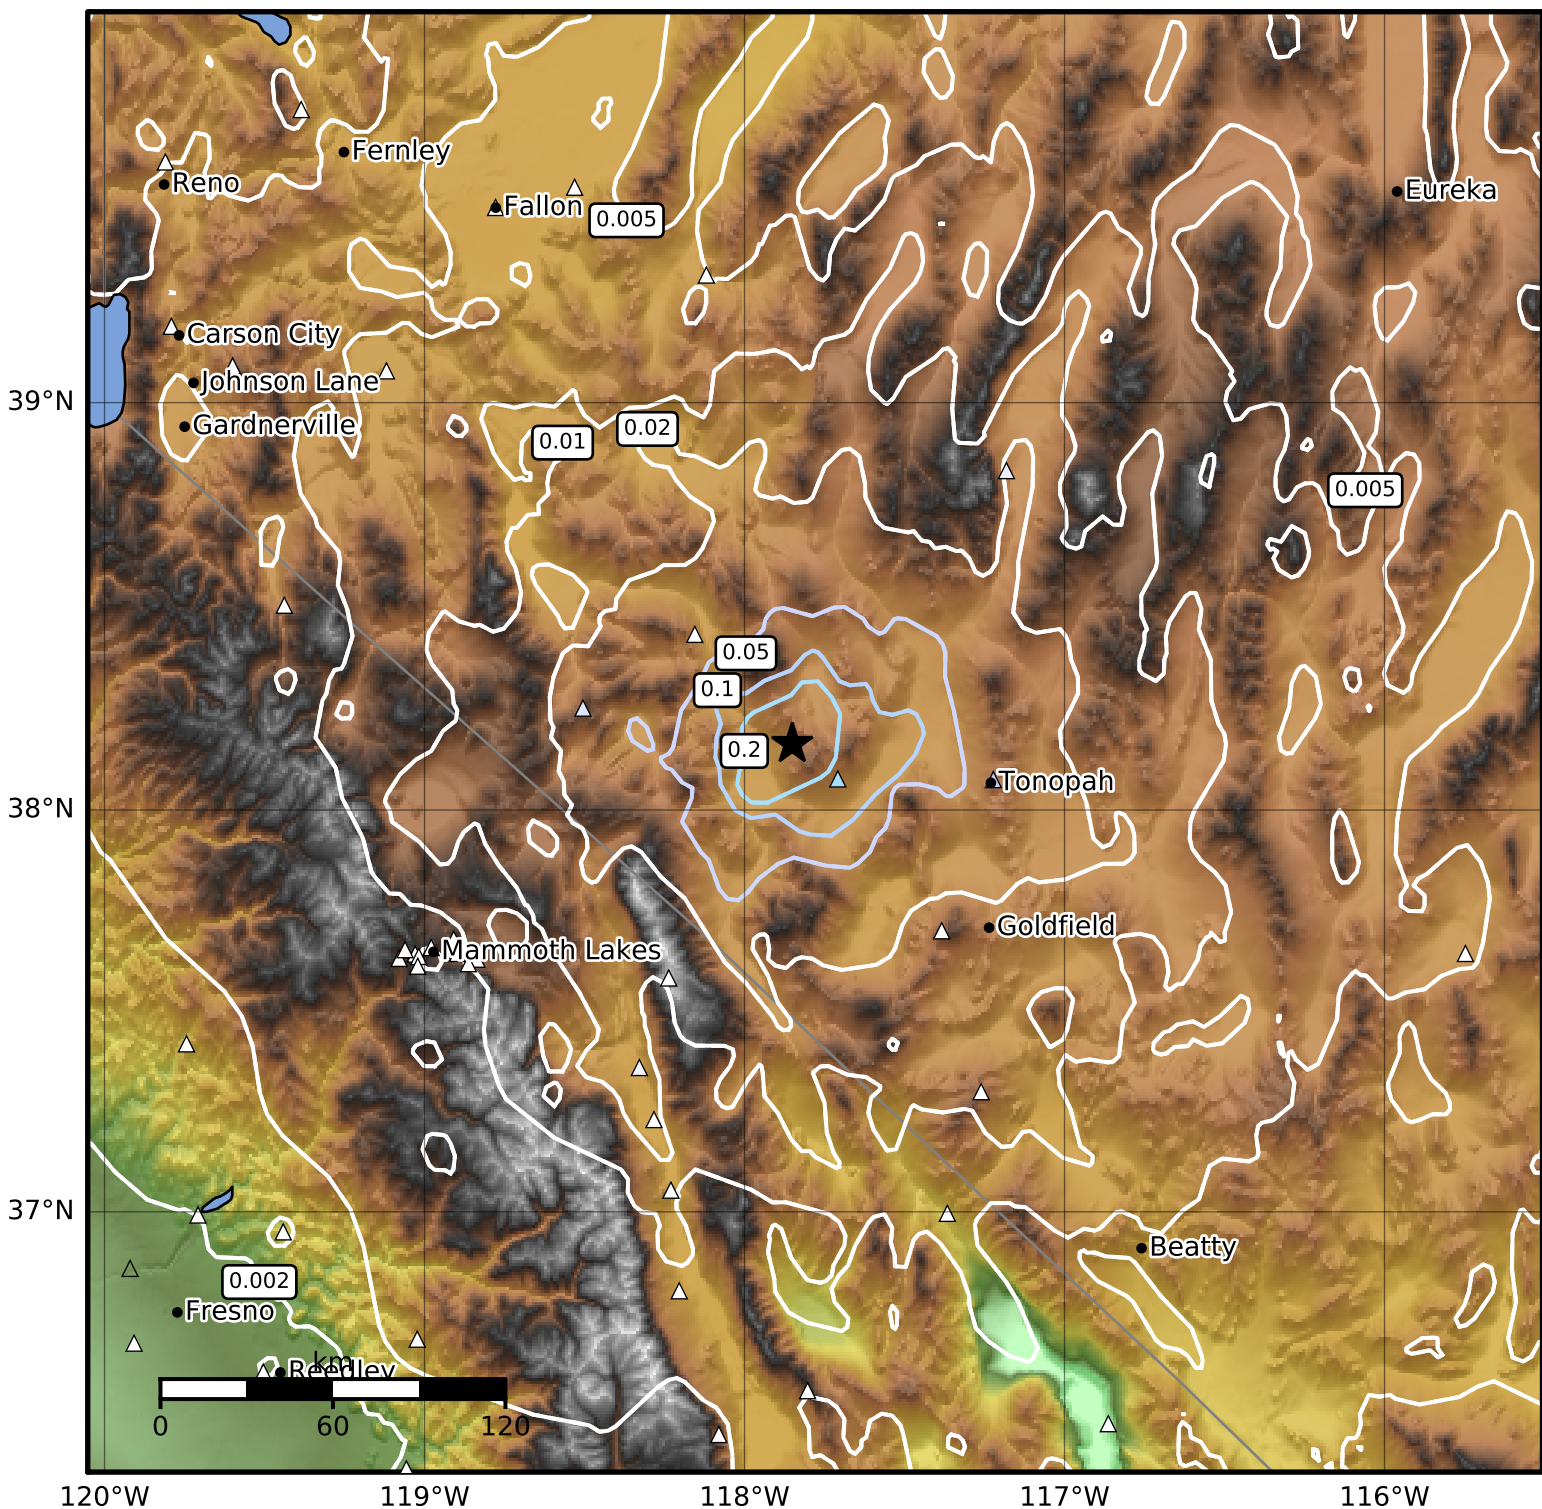 Fernley
Reno
Eureka
Fallon
0.005
Carson City
Johnson Lane
39°N
Gardnerville
0.02
0.01
0.005
0.05
0.1
0.2
Tonopah
38°N
Goldfield
Mammoth Lakes
37°N
Beatty
0.002
Fresno
km
Reedley
0 60 120
120°W 119°W 118°W 117°W 116°W